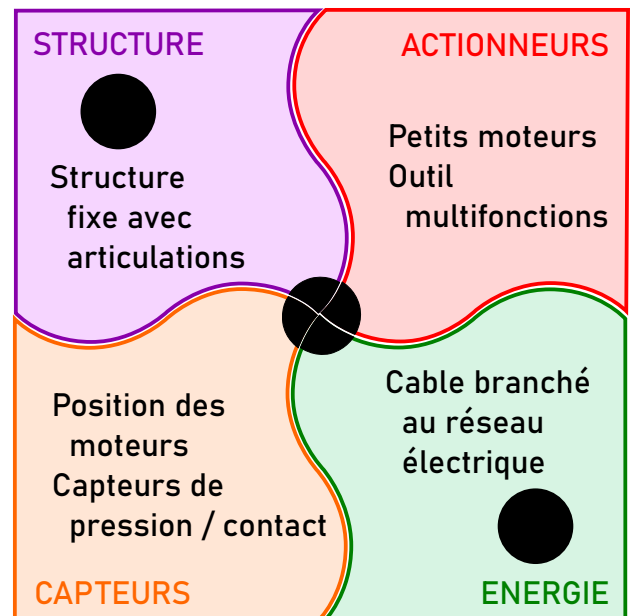 STRUCTURE
Structure
fixe avec
articulations
ACTIONNEURS
Petits moteurs
Outil
multifonctions
Position des
moteurs
Capteurs de
pression / contact
CAPTEURS
Cable branché
au réseau
électrique
ENERGIE